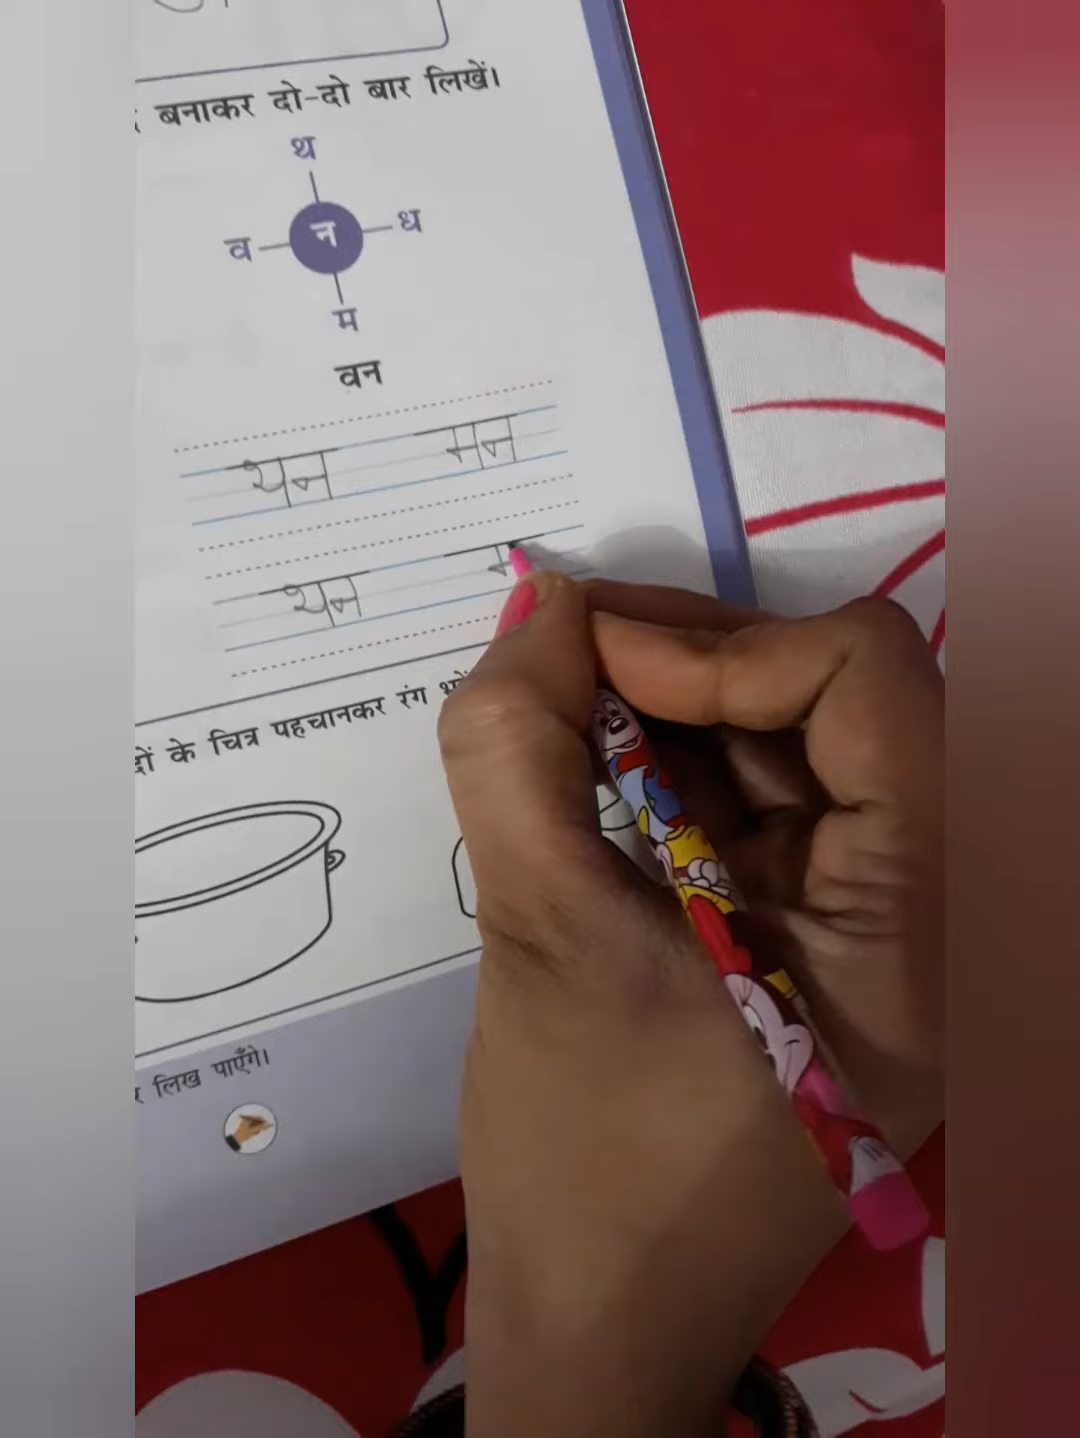 बनाकर दो-दो बार लिखें।
थ
व न ध
म
वन
थन मन
थन
के चित्र पहचानकर रंग
लिख पाएँगे।